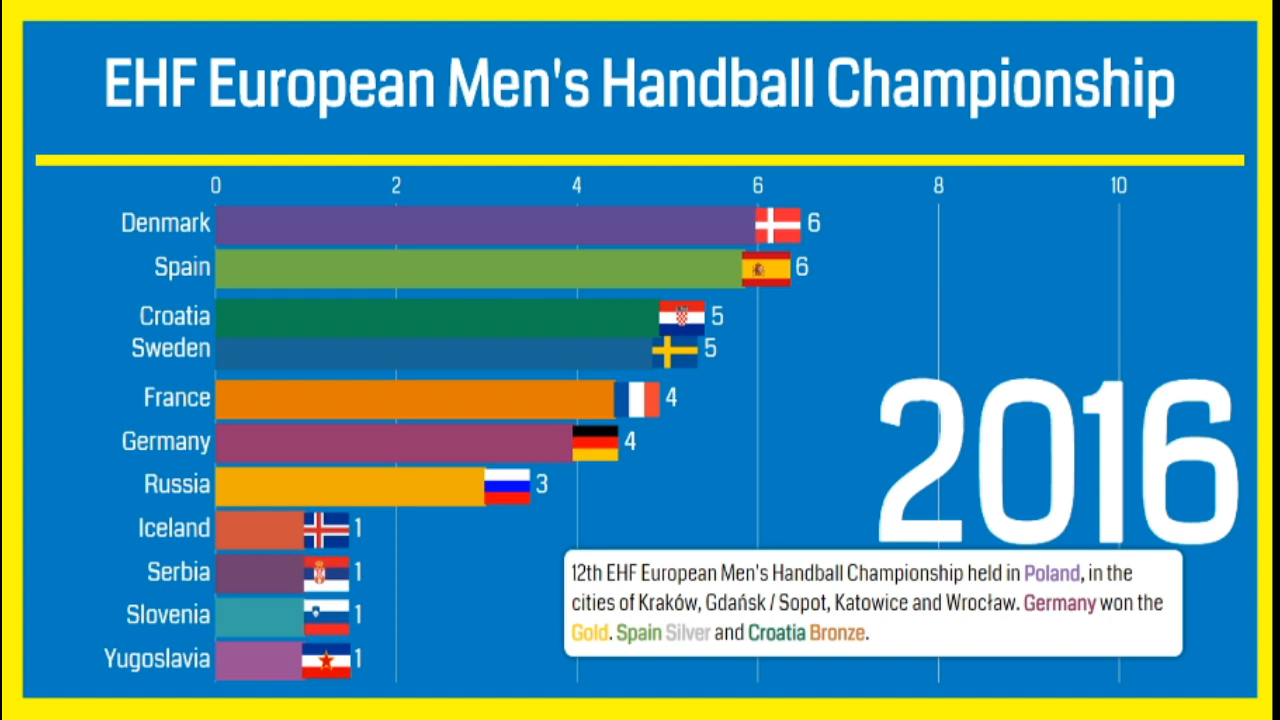 EHF European Men's Handball Championship
0 2 4 6 8 10
Denmark 6
Spain 6
Croatia 5
Sweden 5
France 4
Germany 4
Russia 3
Iceland 1
Serbia 1
Slovenia 1
Yugoslavia 1
2016
12th EHF European Men's Handball Championship held in Poland, in the
cities of Kraków, Gdańsk / Sopot, Katowice and Wrocław. Germany won the
Gold. Spain Silver and Croatia Bronze.